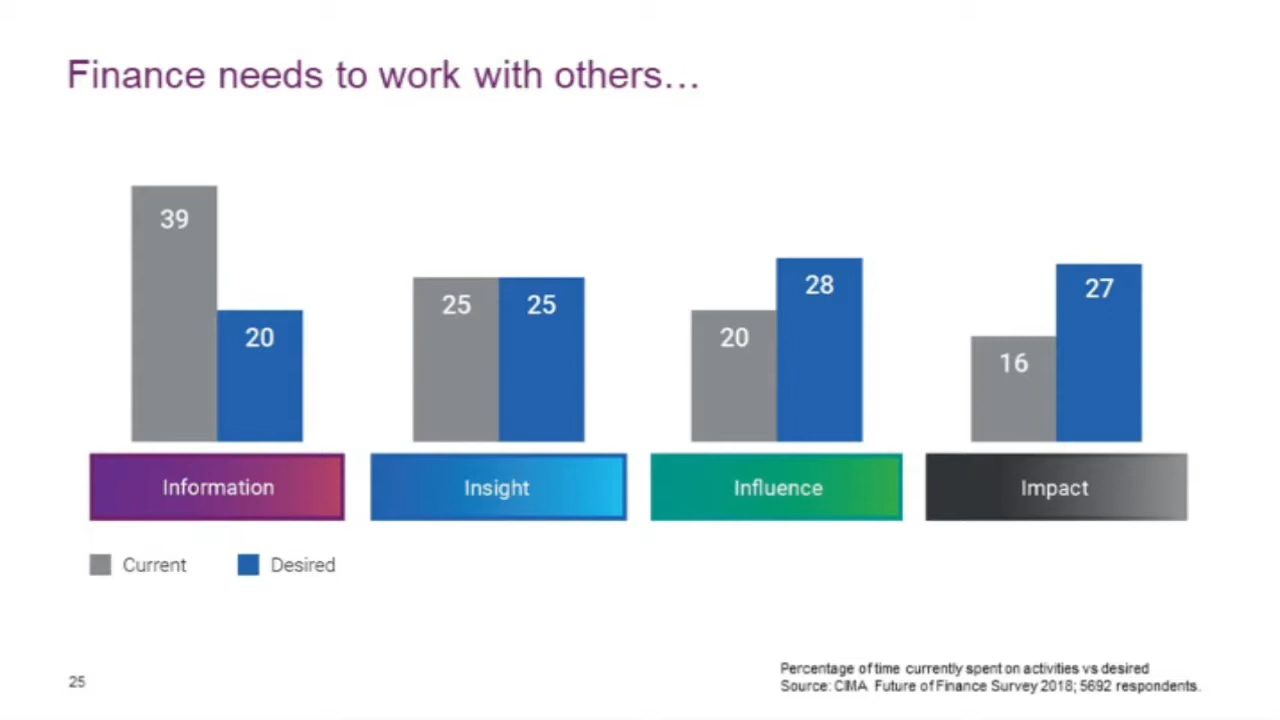 Finance needs to work with others…
39
20
25
25
20
28
16
27
Information
Insight
Influence
Impact
Current
Desired
Percentage of time currently spent on activities vs desired
Source: CIMA Future of Finance Survey 2018; 5692 respondents.
25